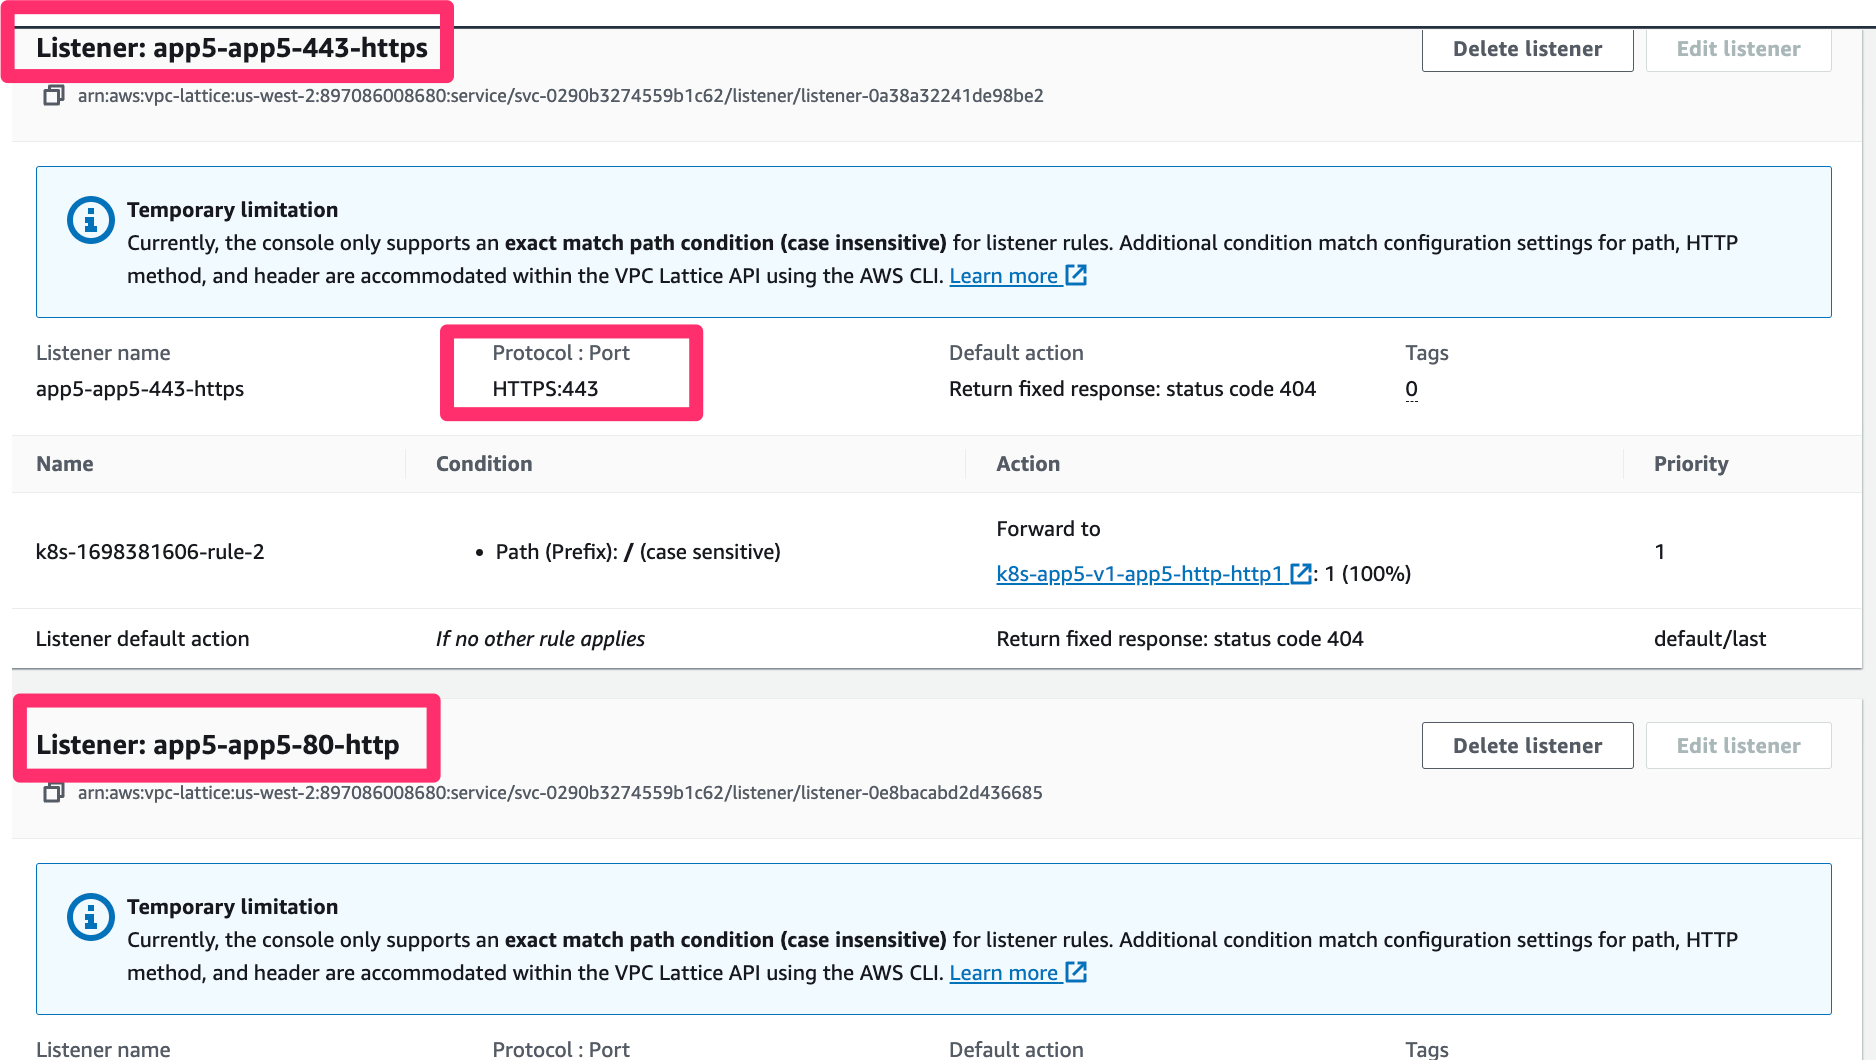 Listener: app5-app5-443-https
Delete listener
Edit listener
arn:aws:vpc-lattice:us-west-2:897086008680:service/svc-0290b3274559b1c62/listener/listener-0a38a32241de98be2
Temporary limitation
Currently, the console only supports an exact match path condition (case insensitive) for listener rules. Additional condition match configuration settings for path, HTTP
method, and header are accommodated within the VPC Lattice API using the AWS CLI. Learn more
Listener name
Protocol : Port
Default action
Tags
app5-app5-443-https
HTTPS:443
Return fixed response: status code 404
0
Name
Condition
Action
Priority
k8s-1698381606-rule-2
• Path (Prefix): / (case sensitive)
Forward to
k8s-app5-v1-app5-http-http1 : 1 (100%)
1
Listener default action
If no other rule applies
Return fixed response: status code 404
default/last
Listener: app5-app5-80-http
Delete listener
Edit listener
arn:aws:vpc-lattice:us-west-2:897086008680:service/svc-0290b3274559b1c62/listener/listener-0e8bacabd2d436685
Temporary limitation
Currently, the console only supports an exact match path condition (case insensitive) for listener rules. Additional condition match configuration settings for path, HTTP
method, and header are accommodated within the VPC Lattice API using the AWS CLI. Learn more
Listener name
Protocol : Port
Default action
Tags